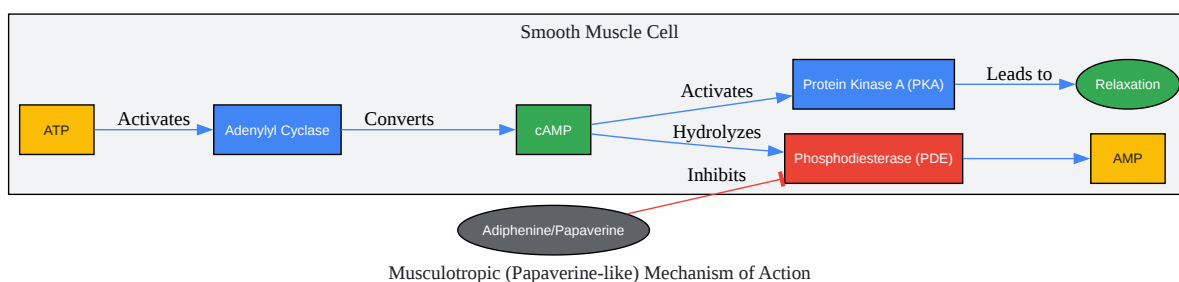 Smooth Muscle Cell
ATP
Activates
Adenylyl Cyclase
Converts
cAMP
Activates
Protein Kinase A (PKA)
Leads to
Relaxation
Hydrolyzes
Phosphodiesterase (PDE)
AMP
Inhibits
Adiphenine/Papaverine
Musculotropic (Papaverine-like) Mechanism of Action